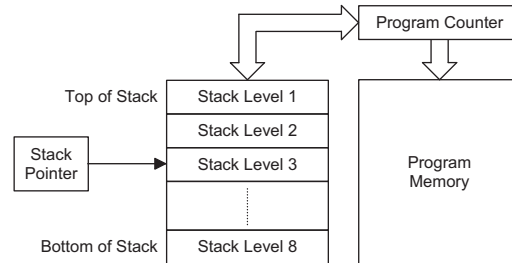 Program Counter
Top of Stack
Stack Level 1
Stack Level 2
Stack
Pointer
Stack Level 3
Program
Memory
Bottom of Stack
Stack Level 8